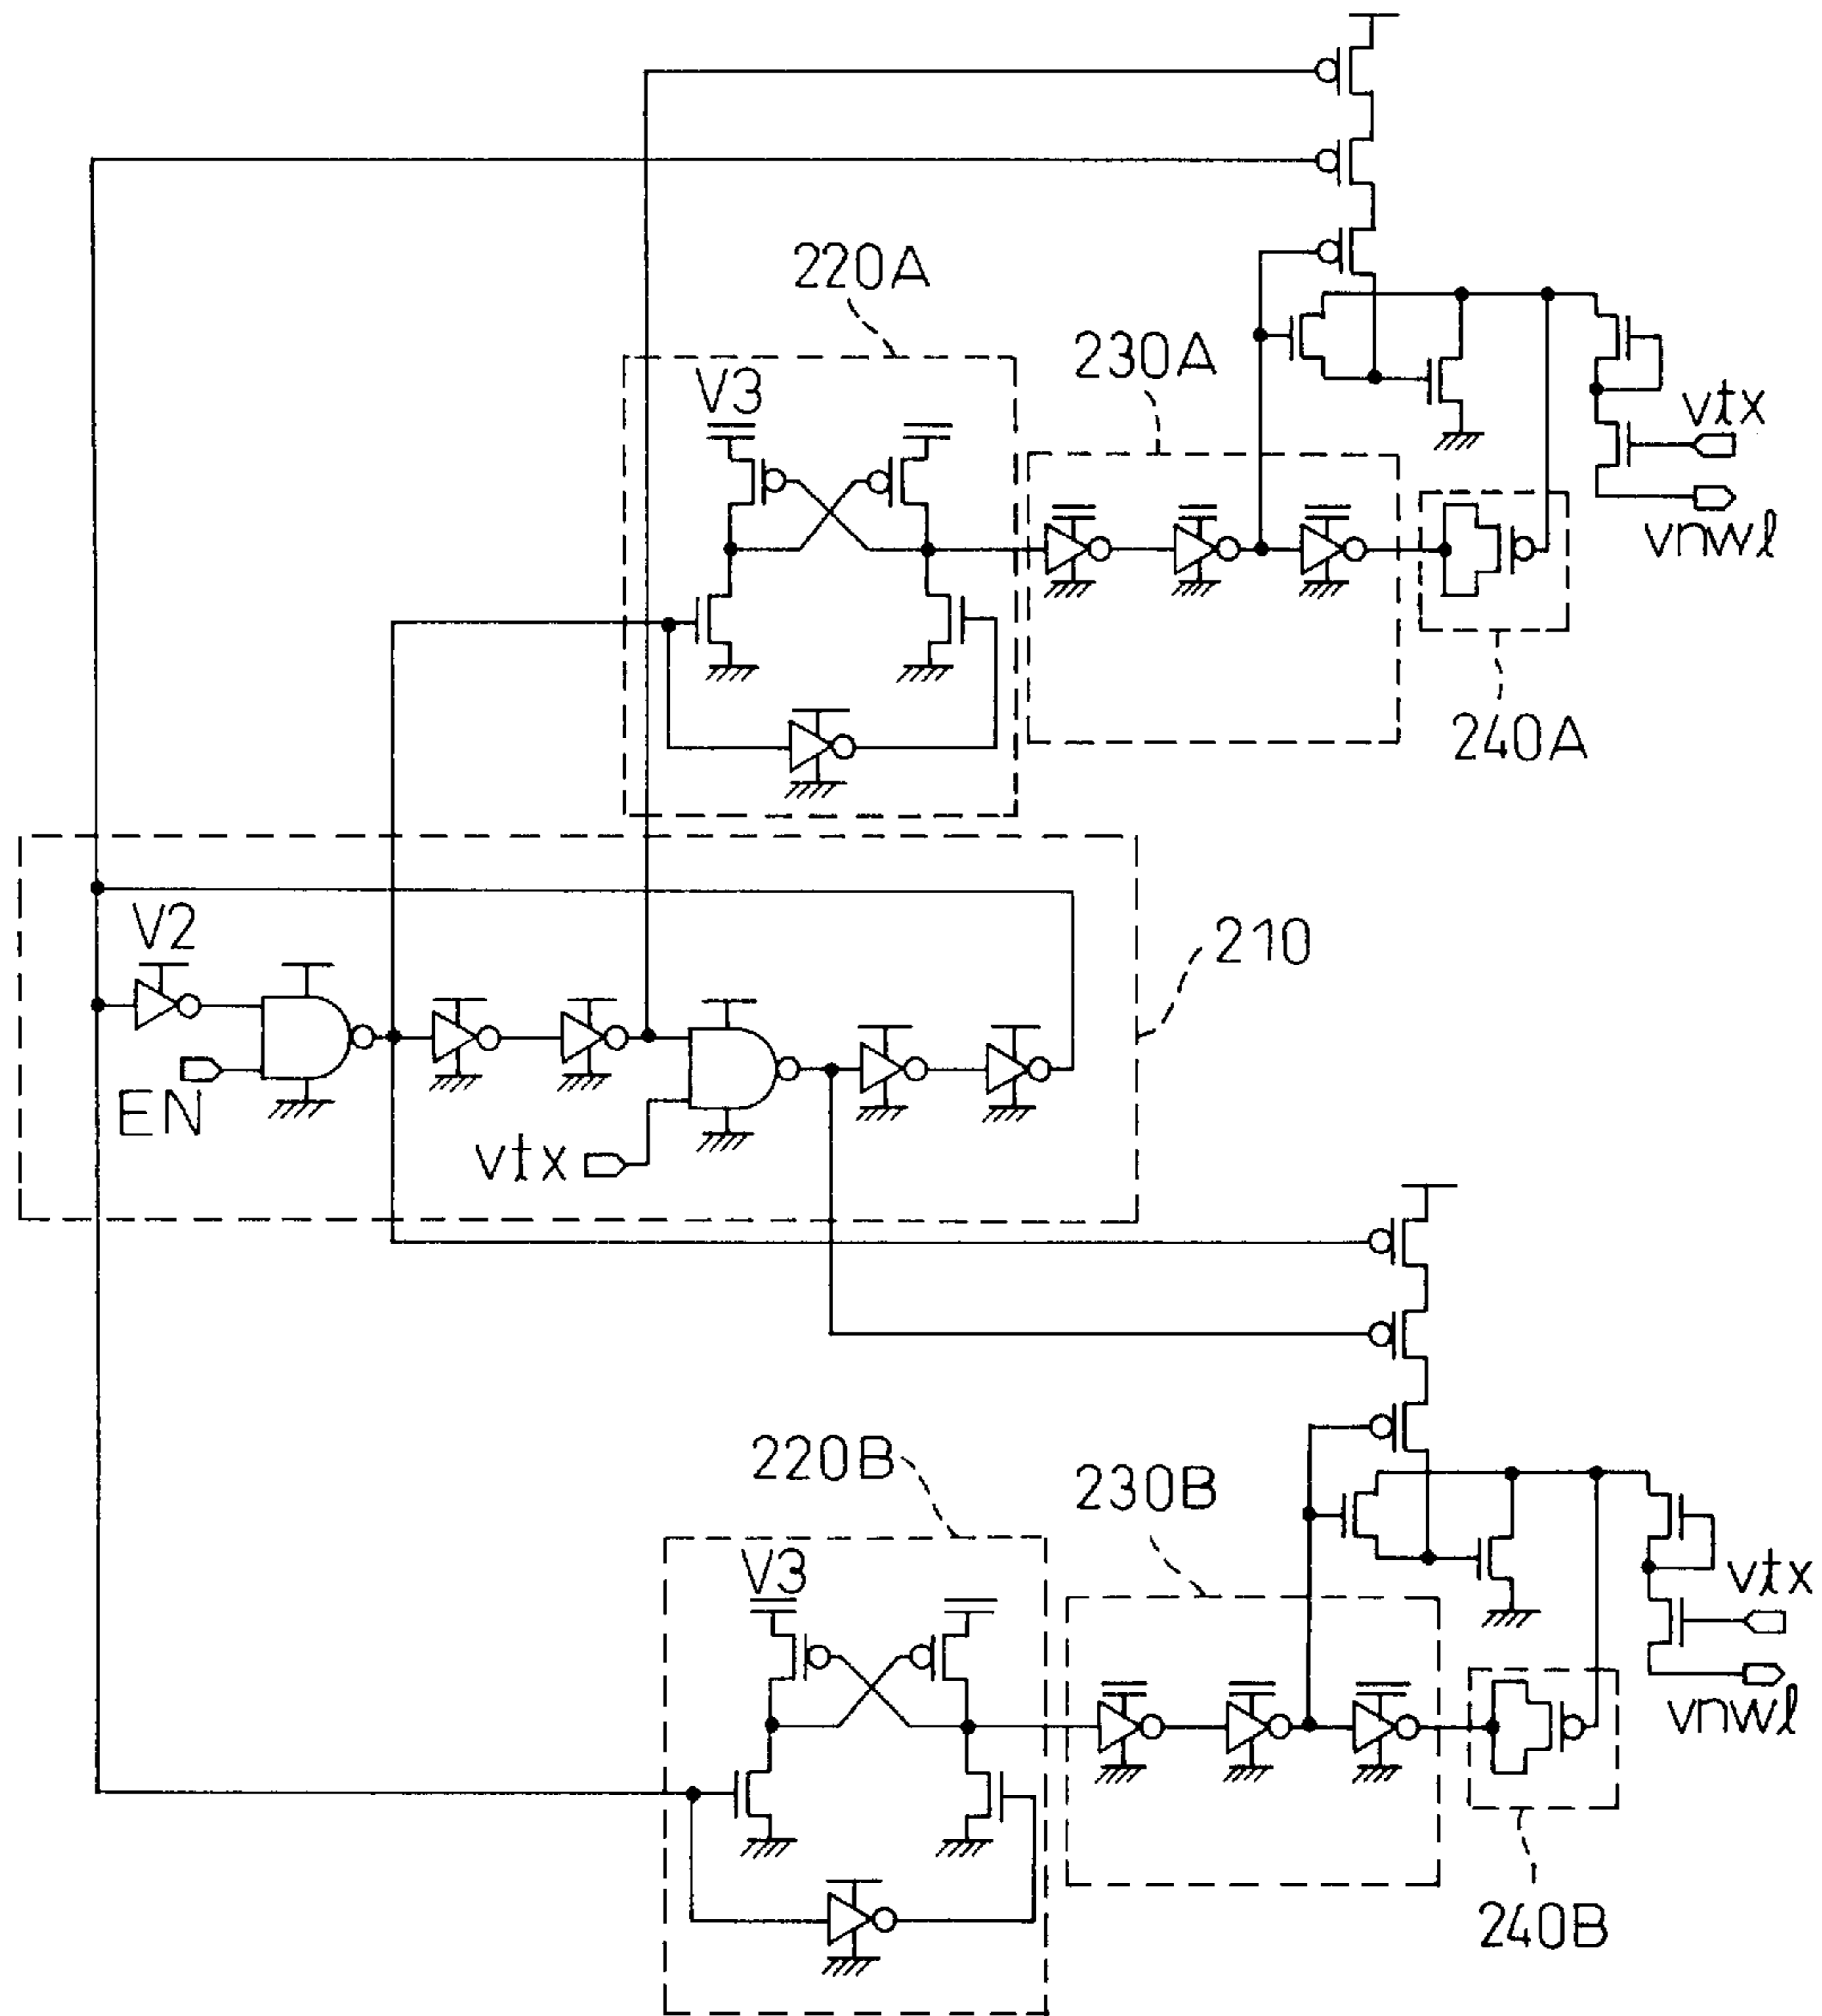 220A
V3
230A
vtx
vnwl
240A
V2
210
EN
vtx
220B
V3
230B
vtx
vnwl
240B